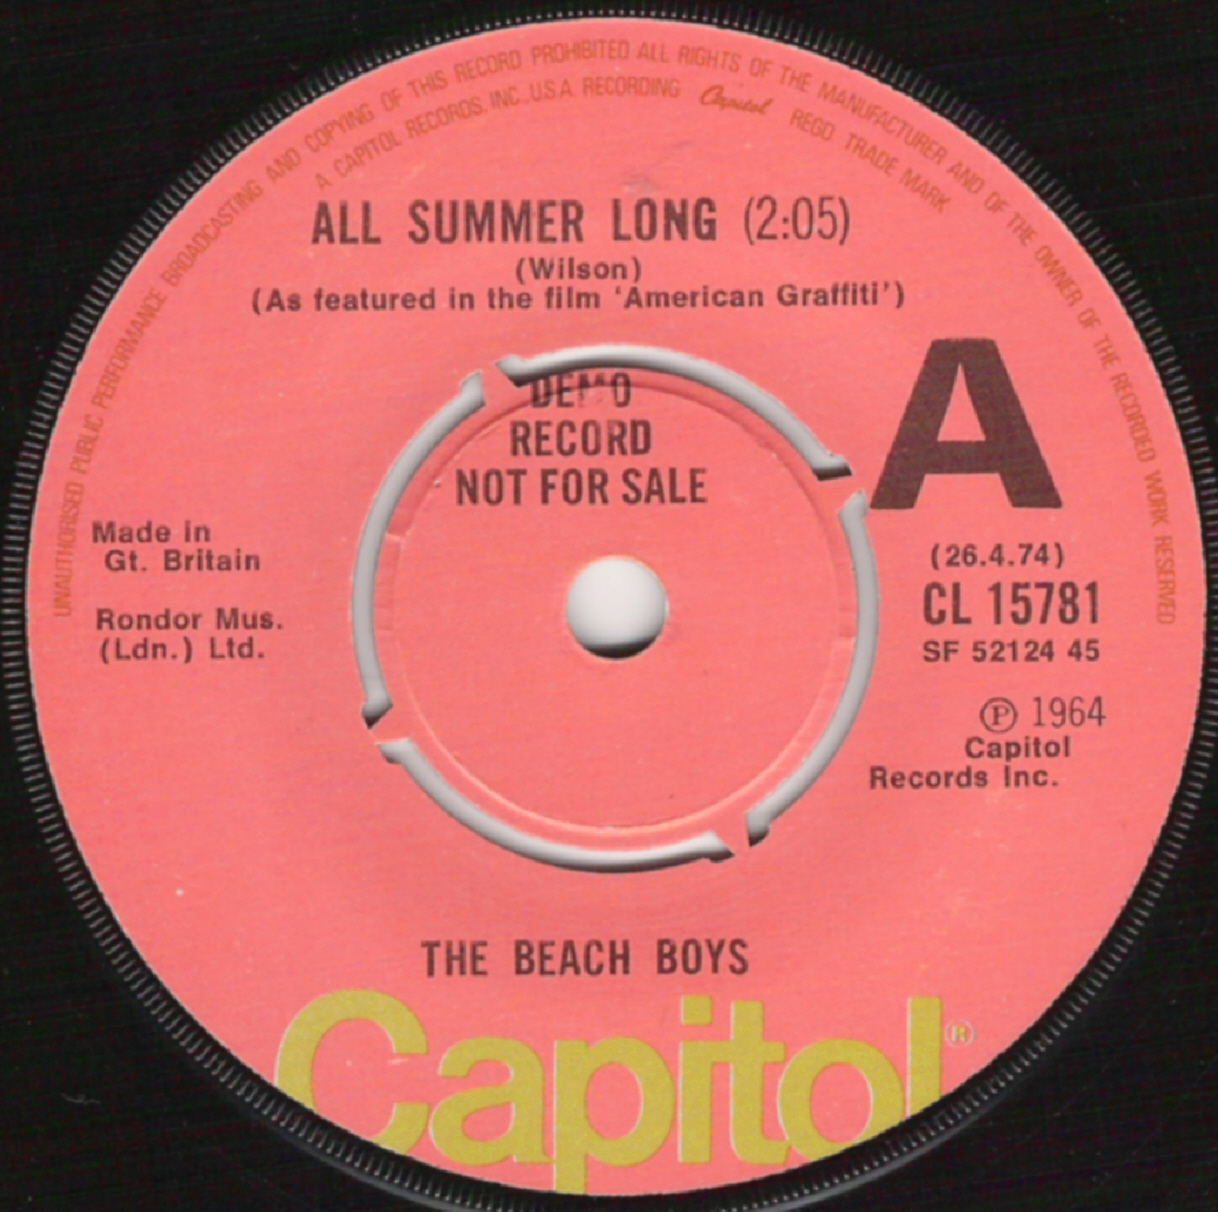 UNAUTHORISED PUBLIC PERFORMANCE BROADCASTING AND COPYING OF THIS RECORD PROHIBITED ALL RIGHTS OF THE MANUFACTURER AND OF THE OWNER OF THE RECORDED WORK RESERVED
A CAPITOL RECORDS, INC., U.S.A. RECORDING Capitol REGD TRADE MARK
ALL SUMMER LONG (2:05)
(Wilson)
(As featured in the film ‘American Graffiti’)
A
DEMO
RECORD
NOT FOR SALE
Made in
Gt. Britain
Rondor Mus.
(Ldn.) Ltd.
(26.4.74)
CL 15781
SF 52124 45
Ⓟ 1964
Capitol
Records Inc.
THE BEACH BOYS
Capitol®